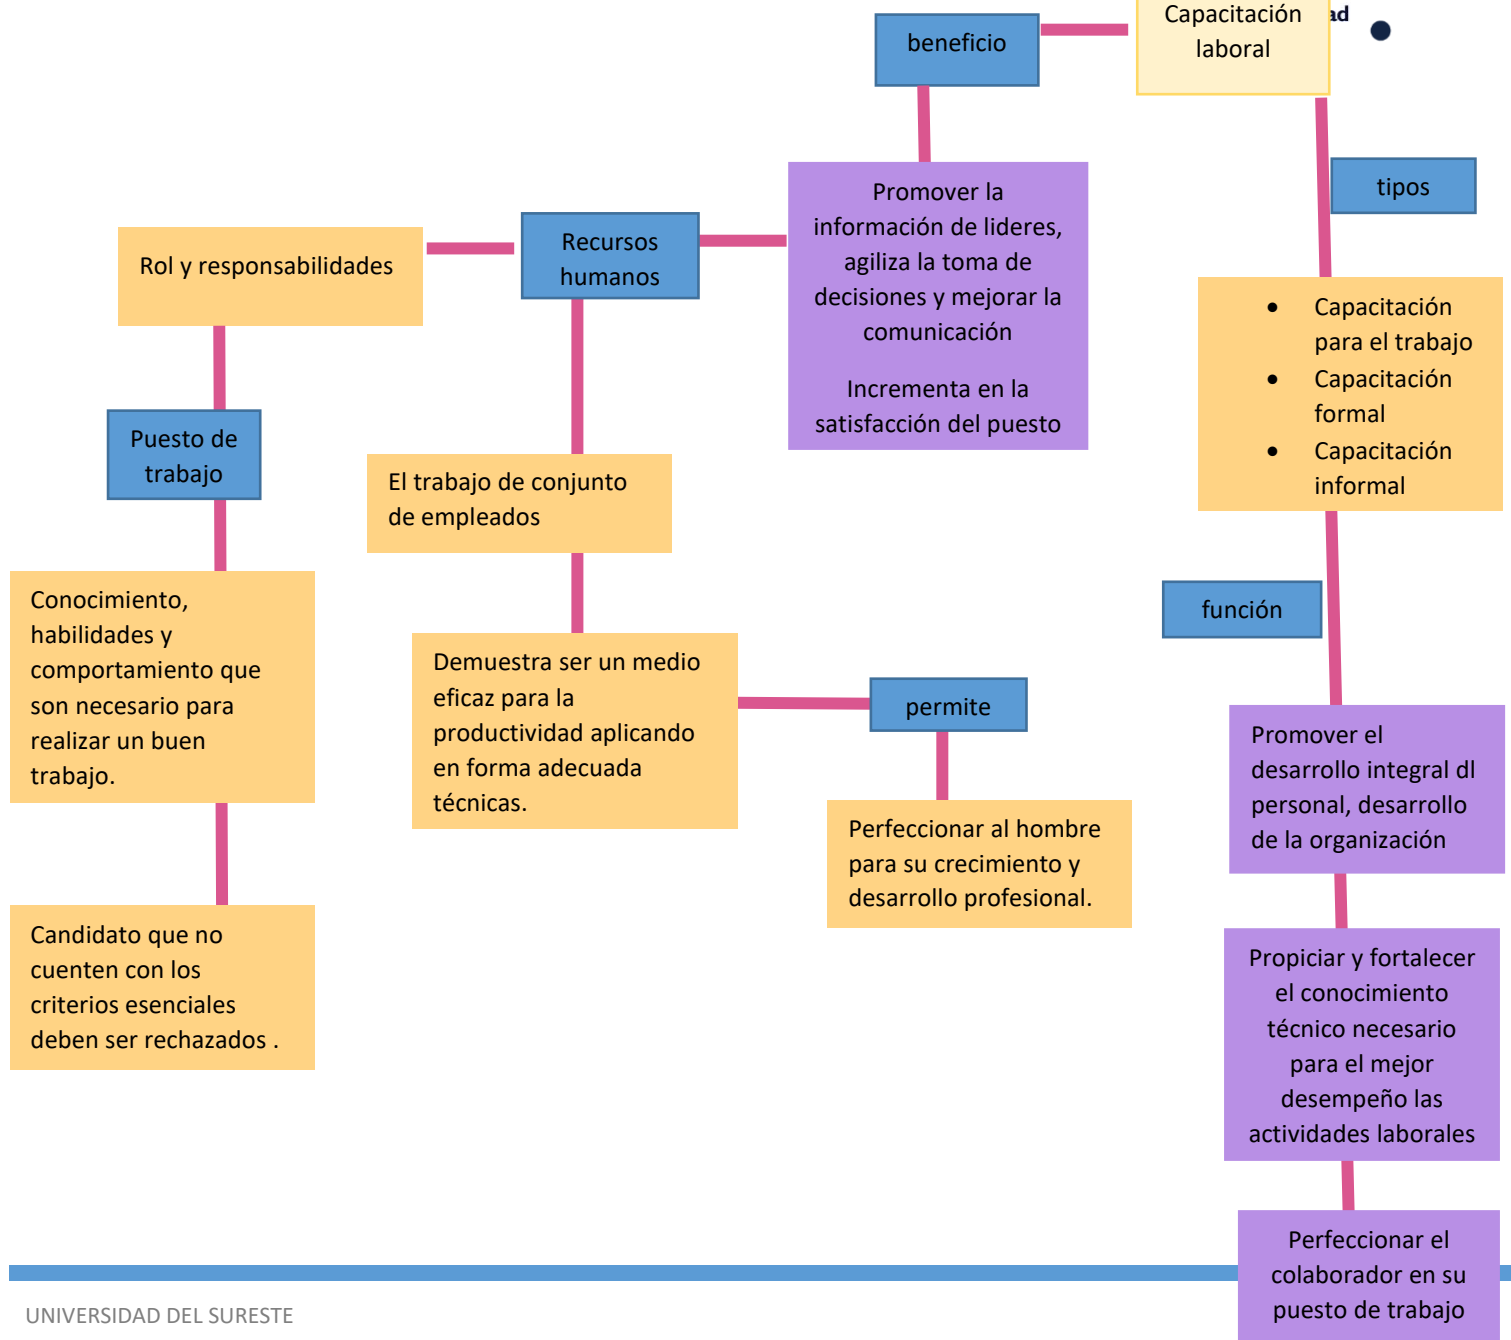 Capacitación
laboral
ad
beneficio
tipos
Promover la
información de lideres,
agiliza la toma de
decisiones y mejorar la
comunicación
Incrementa en la
satisfacción del puesto
Recursos
humanos
Rol y responsabilidades
• Capacitación
para el trabajo
• Capacitación
formal
• Capacitación
informal
Puesto de
trabajo
El trabajo de conjunto
de empleados
Conocimiento,
habilidades y
comportamiento que
son necesario para
realizar un buen
trabajo.
función
Demuestra ser un medio
eficaz para la
productividad aplicando
en forma adecuada
técnicas.
permite
Promover el
desarrollo integral dl
personal, desarrollo
de la organización
Perfeccionar al hombre
para su crecimiento y
desarrollo profesional.
Candidato que no
cuenten con los
criterios esenciales
deben ser rechazados .
Propiciar y fortalecer
el conocimiento
técnico necesario
para el mejor
desempeño las
actividades laborales
Perfeccionar el
colaborador en su
puesto de trabajo
UNIVERSIDAD DEL SURESTE